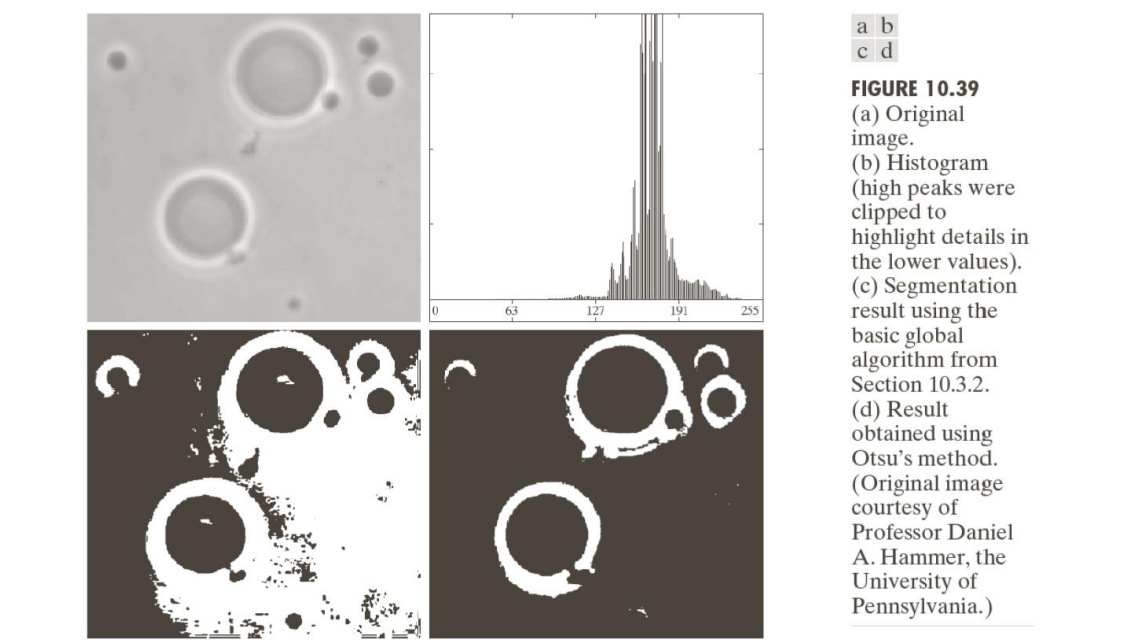 0 63 127 191 255
a b
c d
FIGURE 10.39
(a) Original
image.
(b) Histogram
(high peaks were
clipped to
highlight details in
the lower values).
(c) Segmentation
result using the
basic global
algorithm from
Section 10.3.2.
(d) Result
obtained using
Otsu’s method.
(Original image
courtesy of
Professor Daniel
A. Hammer, the
University of
Pennsylvania.)